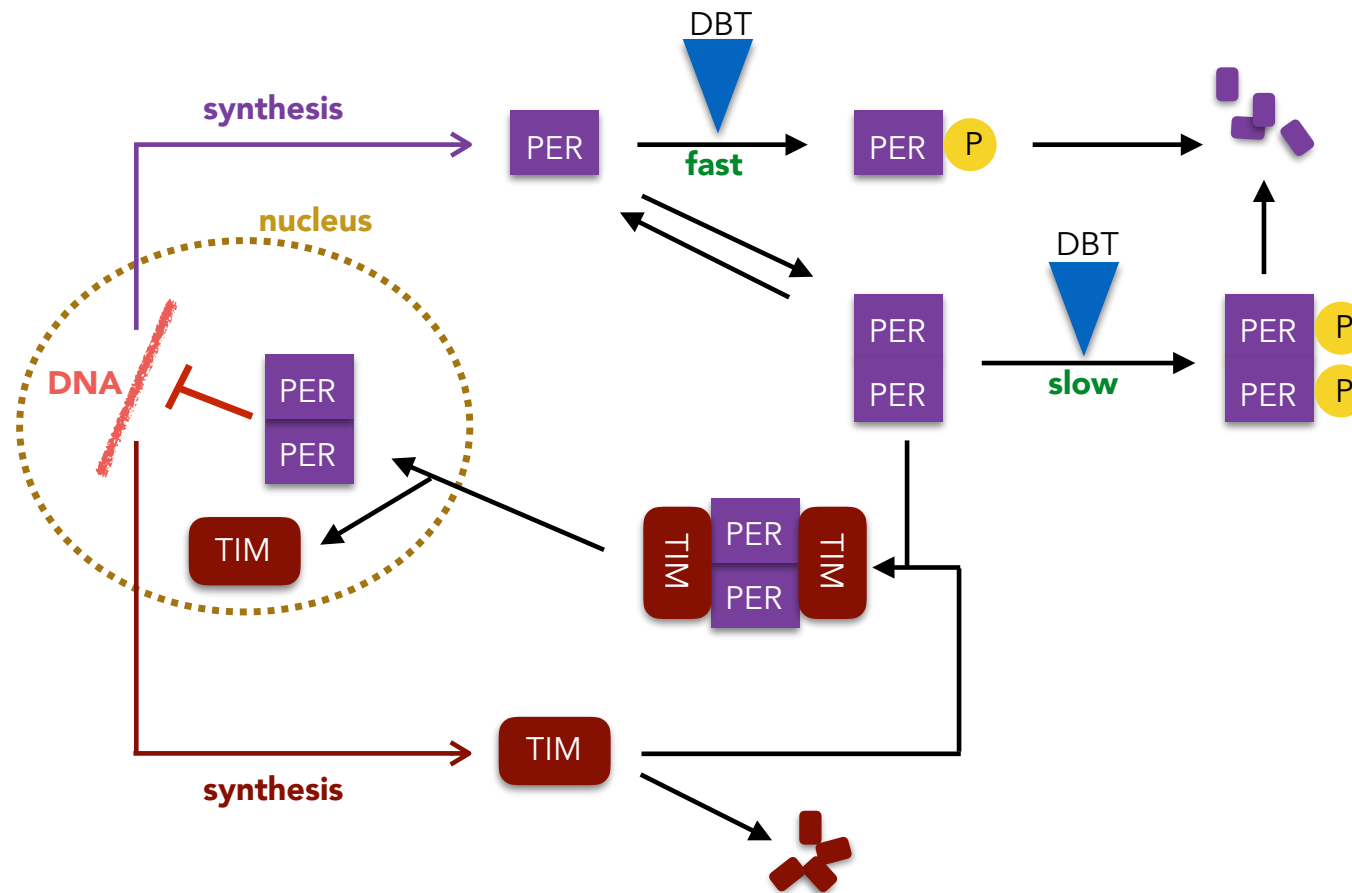 DBT
synthesis
PER
fast
PER
P
nucleus
DBT
PER
PER
slow
PER
P
PER
P
DNA
PER
PER
TIM
TIM
PER
PER
TIM
TIM
synthesis